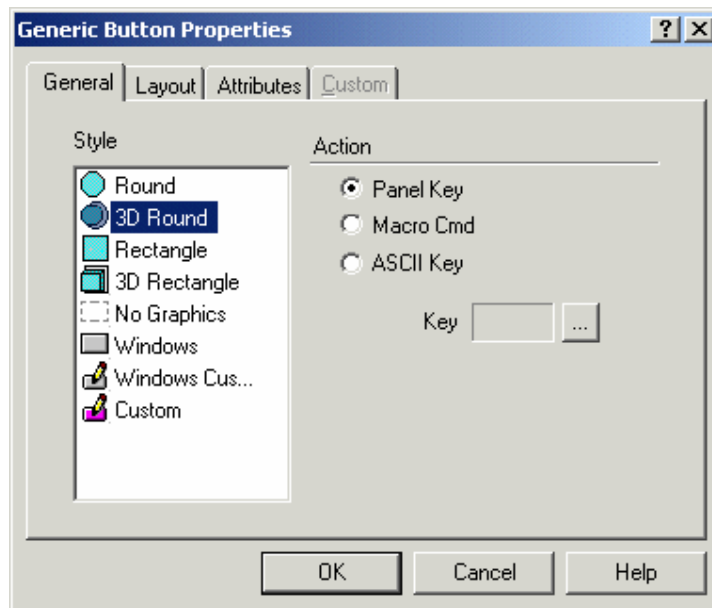 Generic Button Properties
General Layout Attributes Custom
Style
Round
3D Round
Rectangle
3D Rectangle
No Graphics
Windows
Windows Cus...
Custom
Action
Panel Key
Macro Cmd
ASCII Key
Key ...
OK Cancel Help